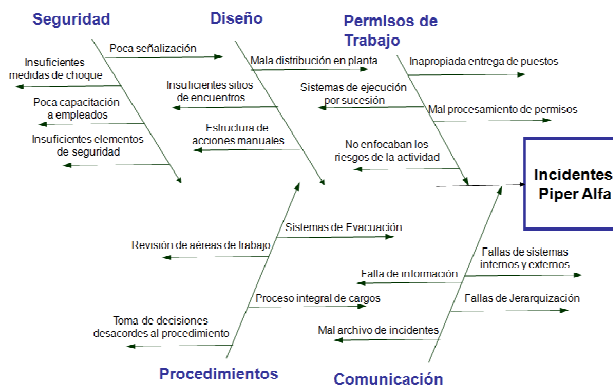 Seguridad
Diseño
Permisos de
Trabajo
Poca señalización
Insuficientes
medidas de choque
Poca capacitación
a empleados
Insuficientes elementos
de seguridad
Mala distribución en planta
Insuficientes sitios
de encuentros
Estructura de
acciones manuales
Inapropiada entrega de puestos
Sistemas de ejecución
por sucesión
Mal procesamiento de permisos
No enfocaban los
riesgos de la actividad
Incidentes
Piper Alfa
Sistemas de Evacuación
Revisión de aéreas de trabajo
Proceso integral de cargos
Toma de decisiones
desacordes al procedimiento
Fallas de sistemas
internos y externos
Falta de información
Fallas de Jerarquización
Mal archivo de incidentes
Procedimientos
Comunicación